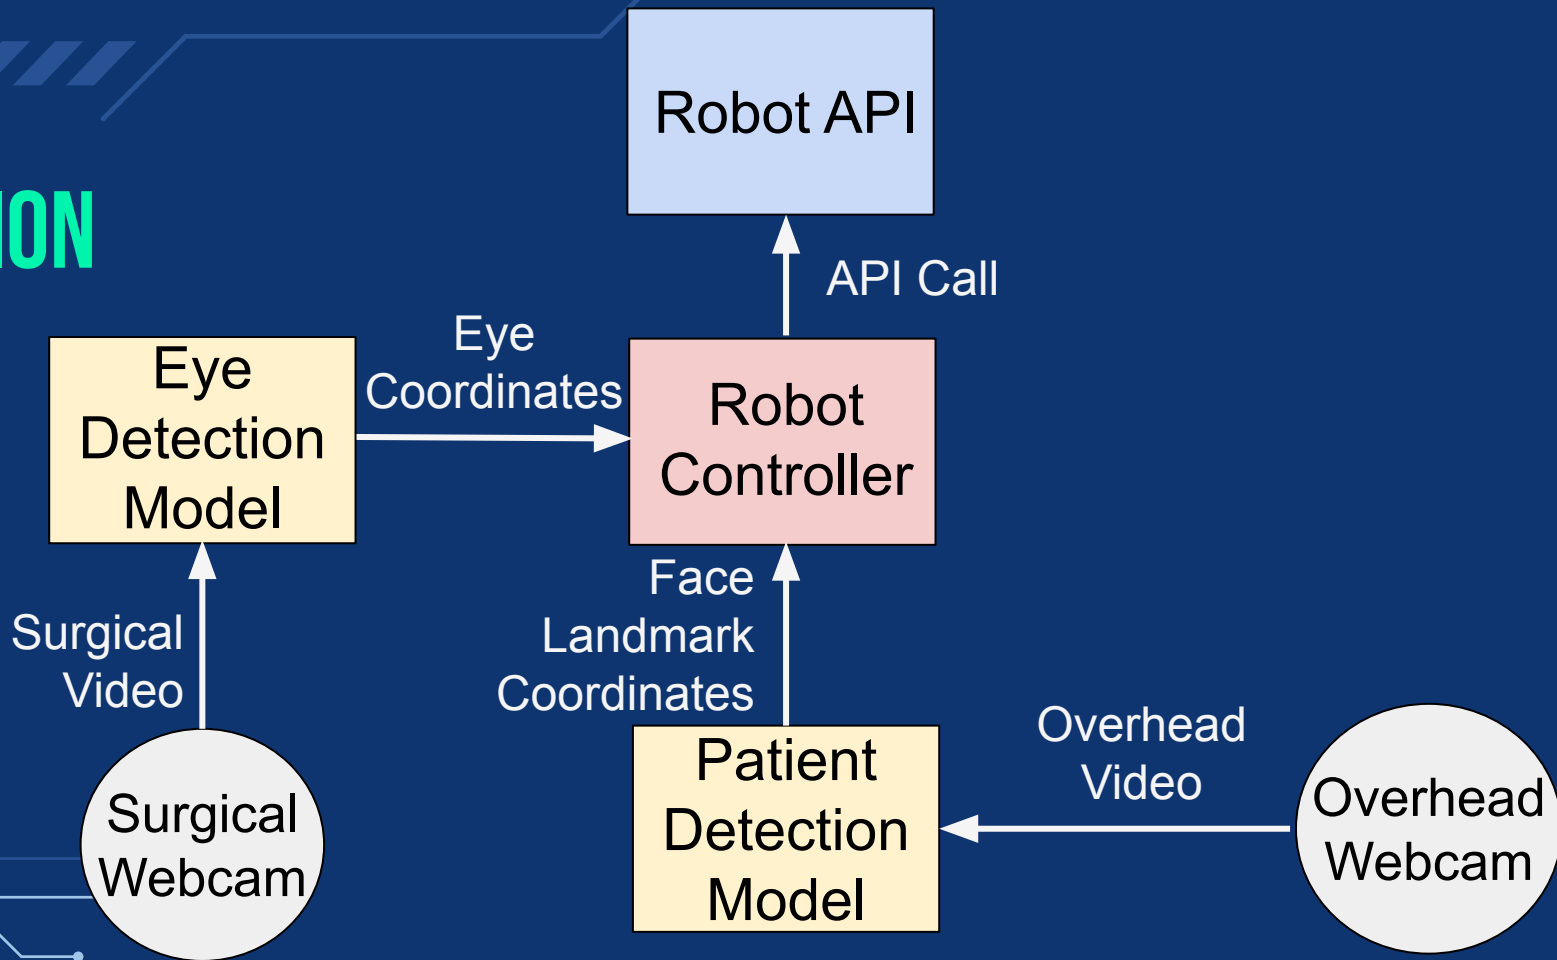 Robot API
ION
API Call
Eye
Coordinates
Eye
Detection
Model
Robot
Controller
Face
Landmark
Coordinates
Surgical
Video
Overhead
Video
Patient
Detection
Model
Surgical
Webcam
Overhead
Webcam